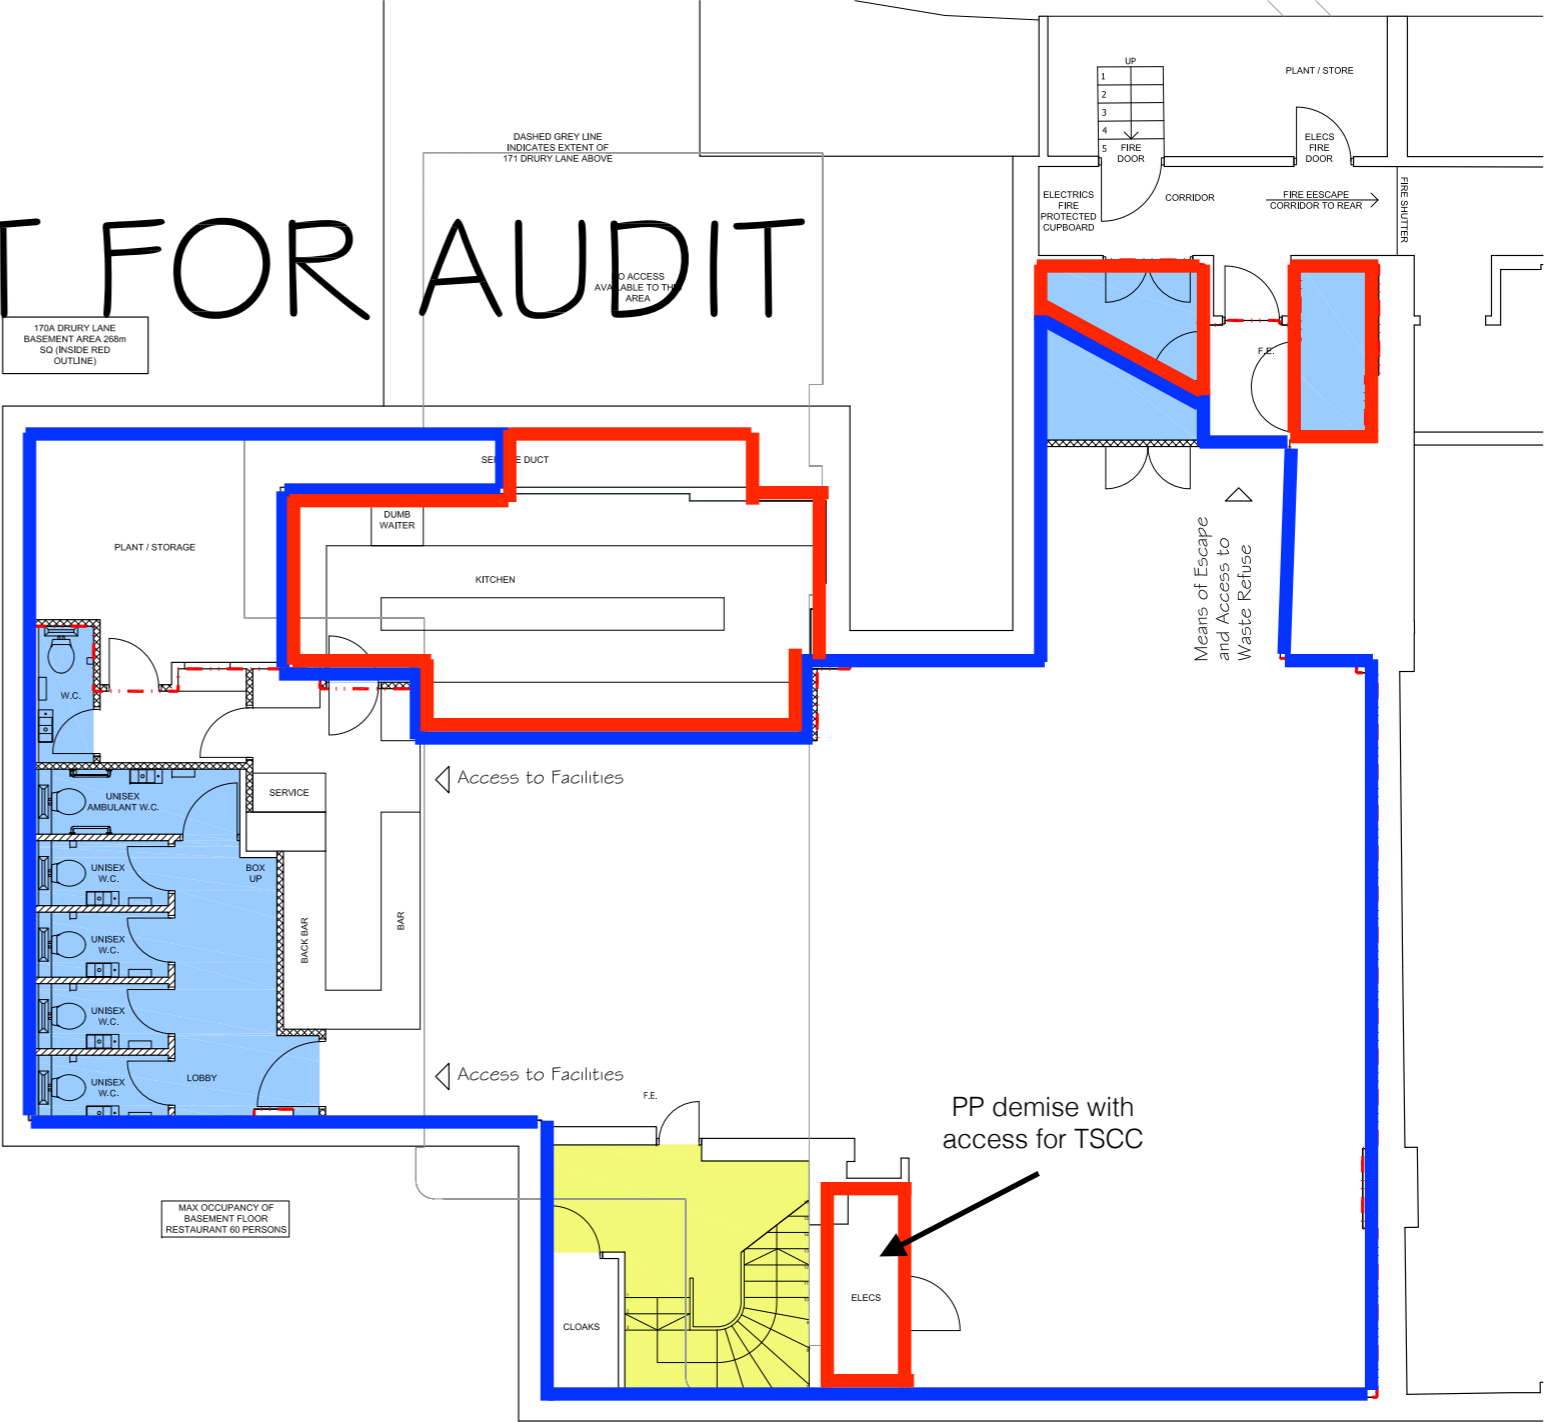 UP
1
2
3
4
5
FIRE
DOOR
PLANT / STORE
ELECS
FIRE
DOOR
DASHED GREY LINE
INDICATES EXTENT OF
171 DRURY LANE ABOVE
ELECTRICS
FIRE
PROTECTED
CUPBOARD
CORRIDOR
FIRE EESCAPE
CORRIDOR TO REAR
FIRE SHUTTER
T FOR AUDIT
O ACCESS
AVAILABLE TO TH
AREA
170A DRURY LANE
BASEMENT AREA 268m
SQ (INSIDE RED
OUTLINE)
F.E.
SE E DUCT
DUMB
WAITER
PLANT / STORAGE
KITCHEN
Means of Escape
and Access to
Waste Refuse
W.C.
Access to Facilities
SERVICE
UNISEX
AMBULANT W.C.
UNISEX
W.C.
BOX
UP
BACK BAR
BAR
UNISEX
W.C.
UNISEX
W.C.
UNISEX
W.C.
LOBBY
Access to Facilities
F.E.
PP demise with
access for TSCC
MAX OCCUPANCY OF
BASEMENT FLOOR
RESTAURANT 60 PERSONS
ELECS
CLOAKS